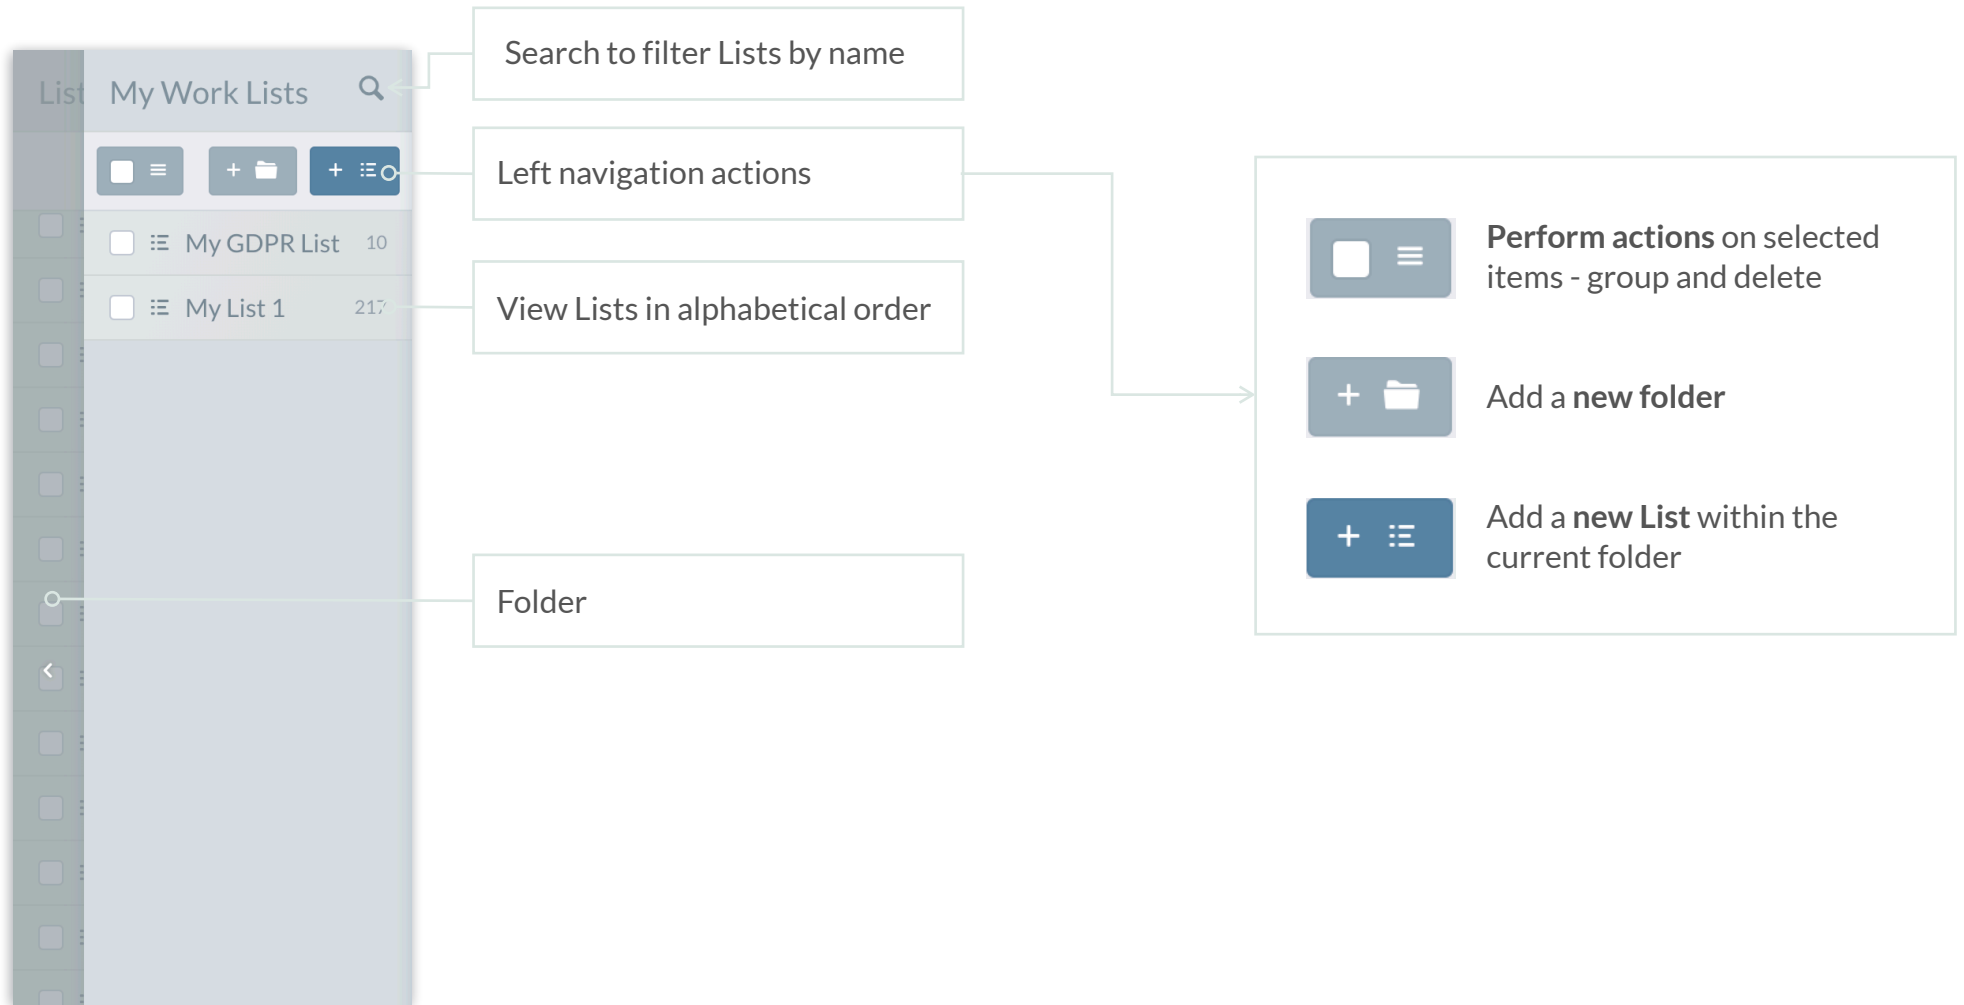 Search to filter Lists by name
List
My Work Lists
Left navigation actions
My GDPR List 10
My List 1 217
View Lists in alphabetical order
Folder
Perform actions on selected
items - group and delete
Add a new folder
Add a new List within the
current folder